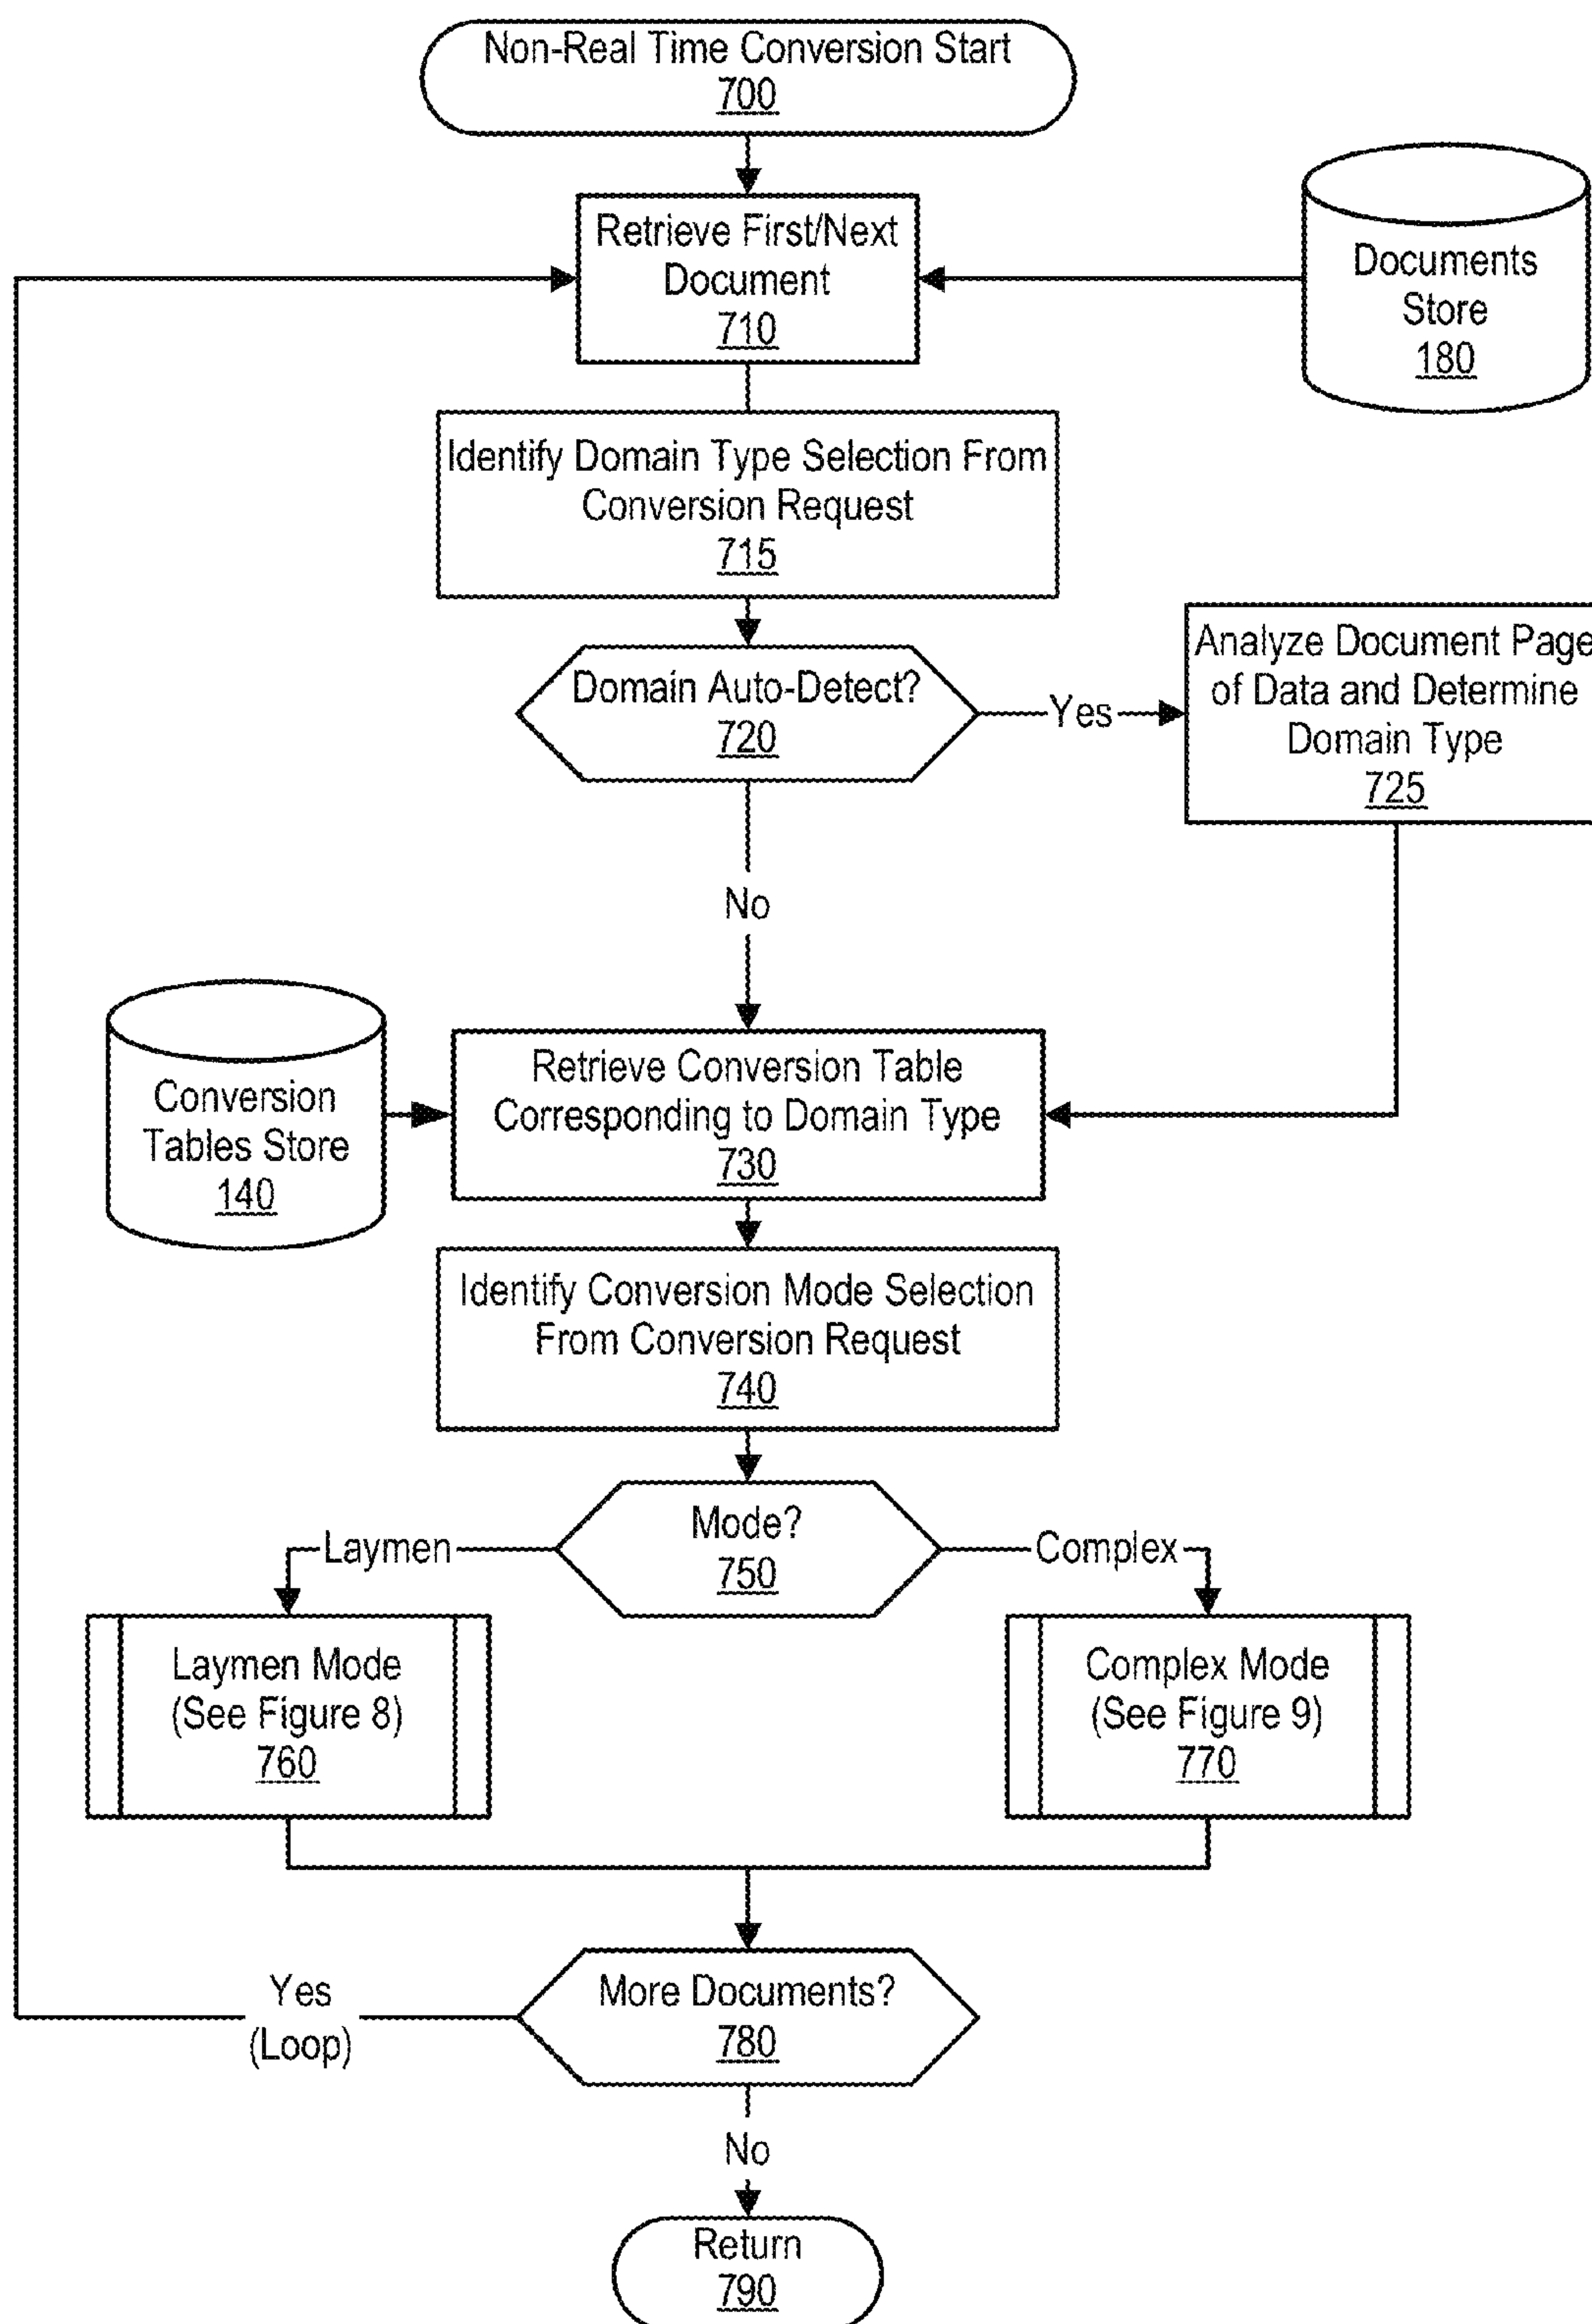 Non-Real Time Conversion Start
700
Retrieve First/Next
Document
710
Documents
Store
180
Identify Domain Type Selection From
Conversion Request
715
Domain Auto-Detect?
720
Yes
Analyze Document Page
of Data and Determine
Domain Type
725
No
Conversion
Tables Store
140
Retrieve Conversion Table
Corresponding to Domain Type
730
Identify Conversion Mode Selection
From Conversion Request
740
Mode?
750
Laymen
Complex
Laymen Mode
(See Figure 8)
760
Complex Mode
(See Figure 9)
770
More Documents?
780
Yes
(Loop)
No
Return
790